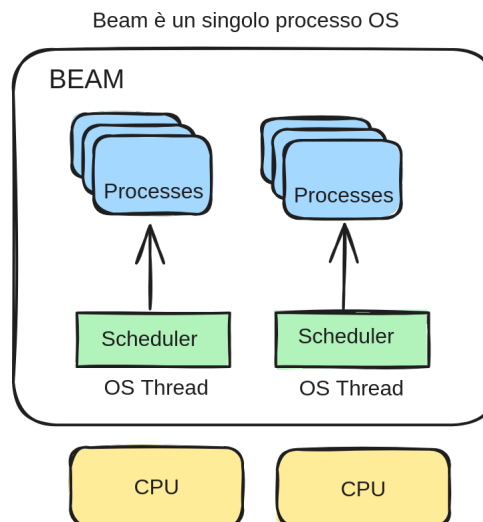 Beam è un singolo processo OS
BEAM
Processes
Processes
Scheduler
Scheduler
OS Thread
OS Thread
CPU
CPU